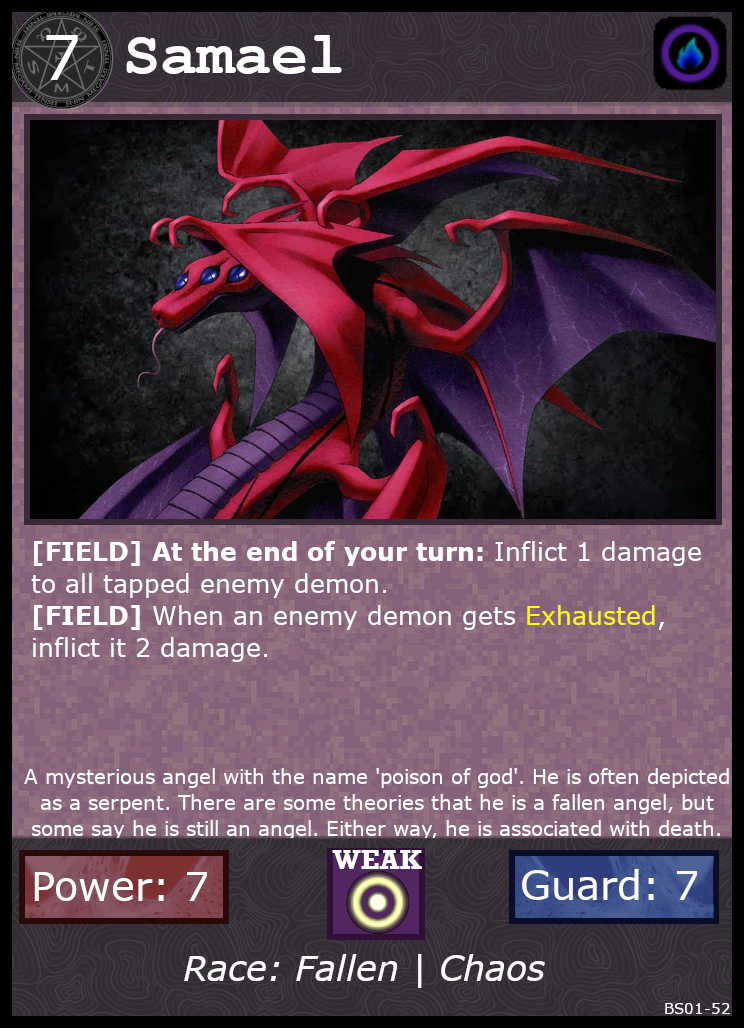 7 Samael
[FIELD] At the end of your turn: Inflict 1 damage
to all tapped enemy demon.
[FIELD] When an enemy demon gets Exhausted,
inflict it 2 damage.
A mysterious angel with the name 'poison of god'. He is often depicted
as a serpent. There are some theories that he is a fallen angel, but
some say he is still an angel. Either way, he is associated with death.
Power: 7
WEAK
Guard: 7
Race: Fallen | Chaos
BS01-52